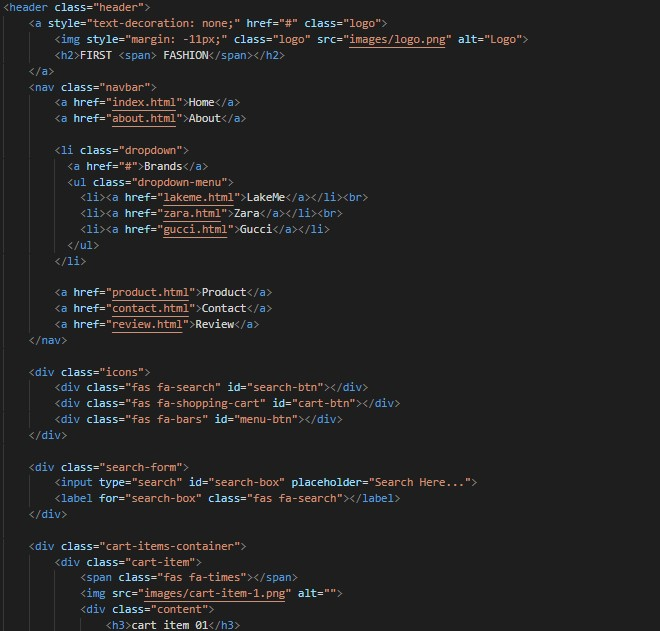 <header class="header">
<a style="text-decoration: none;" href="#" class="logo">
<img style="margin: -11px;" class="logo" src="images/logo.png" alt="Logo">
<h2>FIRST <span> FASHION</span></h2>
</a>
<nav class="navbar">
<a href="index.html">Home</a>
<a href="about.html">About</a>
<li class="dropdown">
<a href="#">Brands</a>
<ul class="dropdown-menu">
<li><a href="lakeme.html">LakeMe</a></li><br>
<li><a href="zara.html">Zara</a></li><br>
<li><a href="gucci.html">Gucci</a></li>
</ul>
</li>
<a href="product.html">Product</a>
<a href="contact.html">Contact</a>
<a href="review.html">Review</a>
</nav>
<div class="icons">
<div class="fas fa-search" id="search-btn"></div>
<div class="fas fa-shopping-cart" id="cart-btn"></div>
<div class="fas fa-bars" id="menu-btn"></div>
</div>
<div class="search-form">
<input type="search" id="search-box" placeholder="Search Here...">
<label for="search-box" class="fas fa-search"></label>
</div>
<div class="cart-items-container">
<div class="cart-item">
<span class="fas fa-times"></span>
<img src="images/cart-item-1.png" alt="">
<div class="content">
<h3>cart item 01</h3>